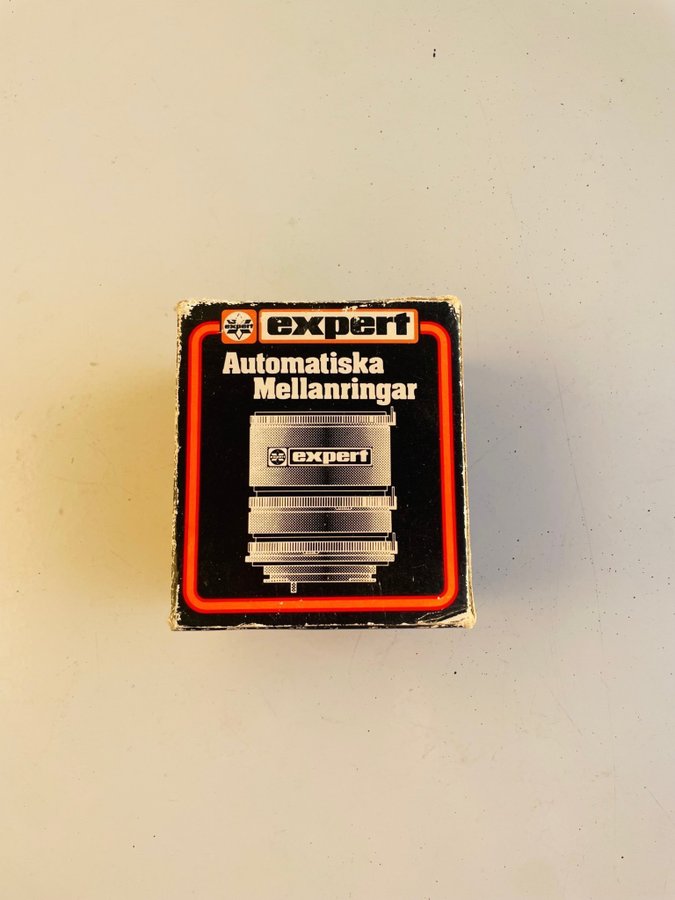 expert
expert
Automatiska
Mellanringar
expert